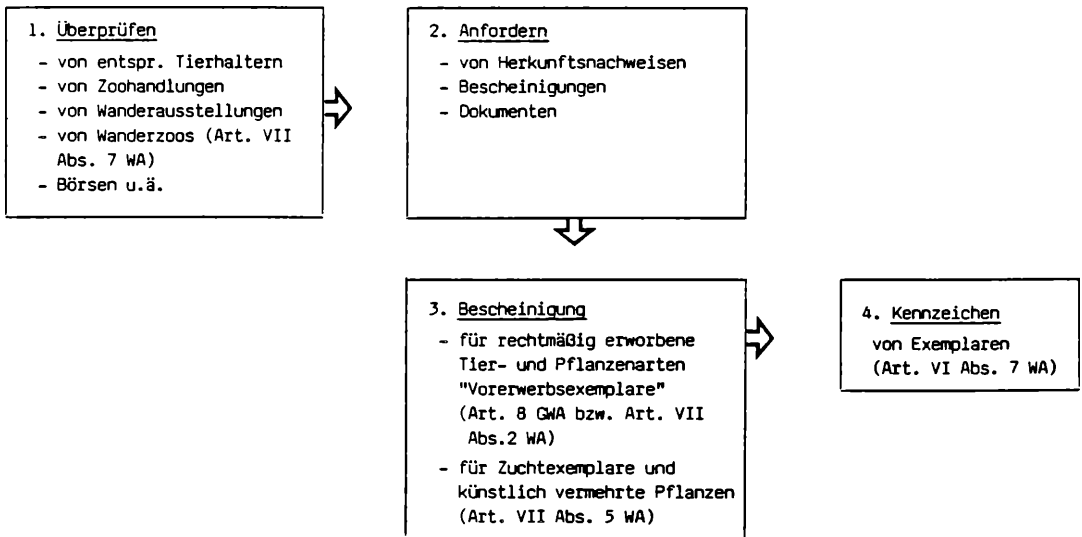 1. Überprüfen
- von entspr. Tierhaltern
- von Zoohandlungen
- von Wanderausstellungen
- von Wanderzoos (Art. VII
Abs. 7 WA)
- Börsen u.ä.
2. Anfordern
- von Herkunftsnachweisen
- Bescheinigungen
- Dokumenten
3. Bescheinigung
- für rechtmäßig erworbene
Tier- und Pflanzenarten
"Vorerwerbsexemplare"
(Art. 8 GWA bzw. Art. VII
Abs.2 WA)
- für Zuchtexemplare und
künstlich vermehrte Pflanzen
(Art. VII Abs. 5 WA)
4. Kennzeichen
von Exemplaren
(Art. VI Abs. 7 WA)